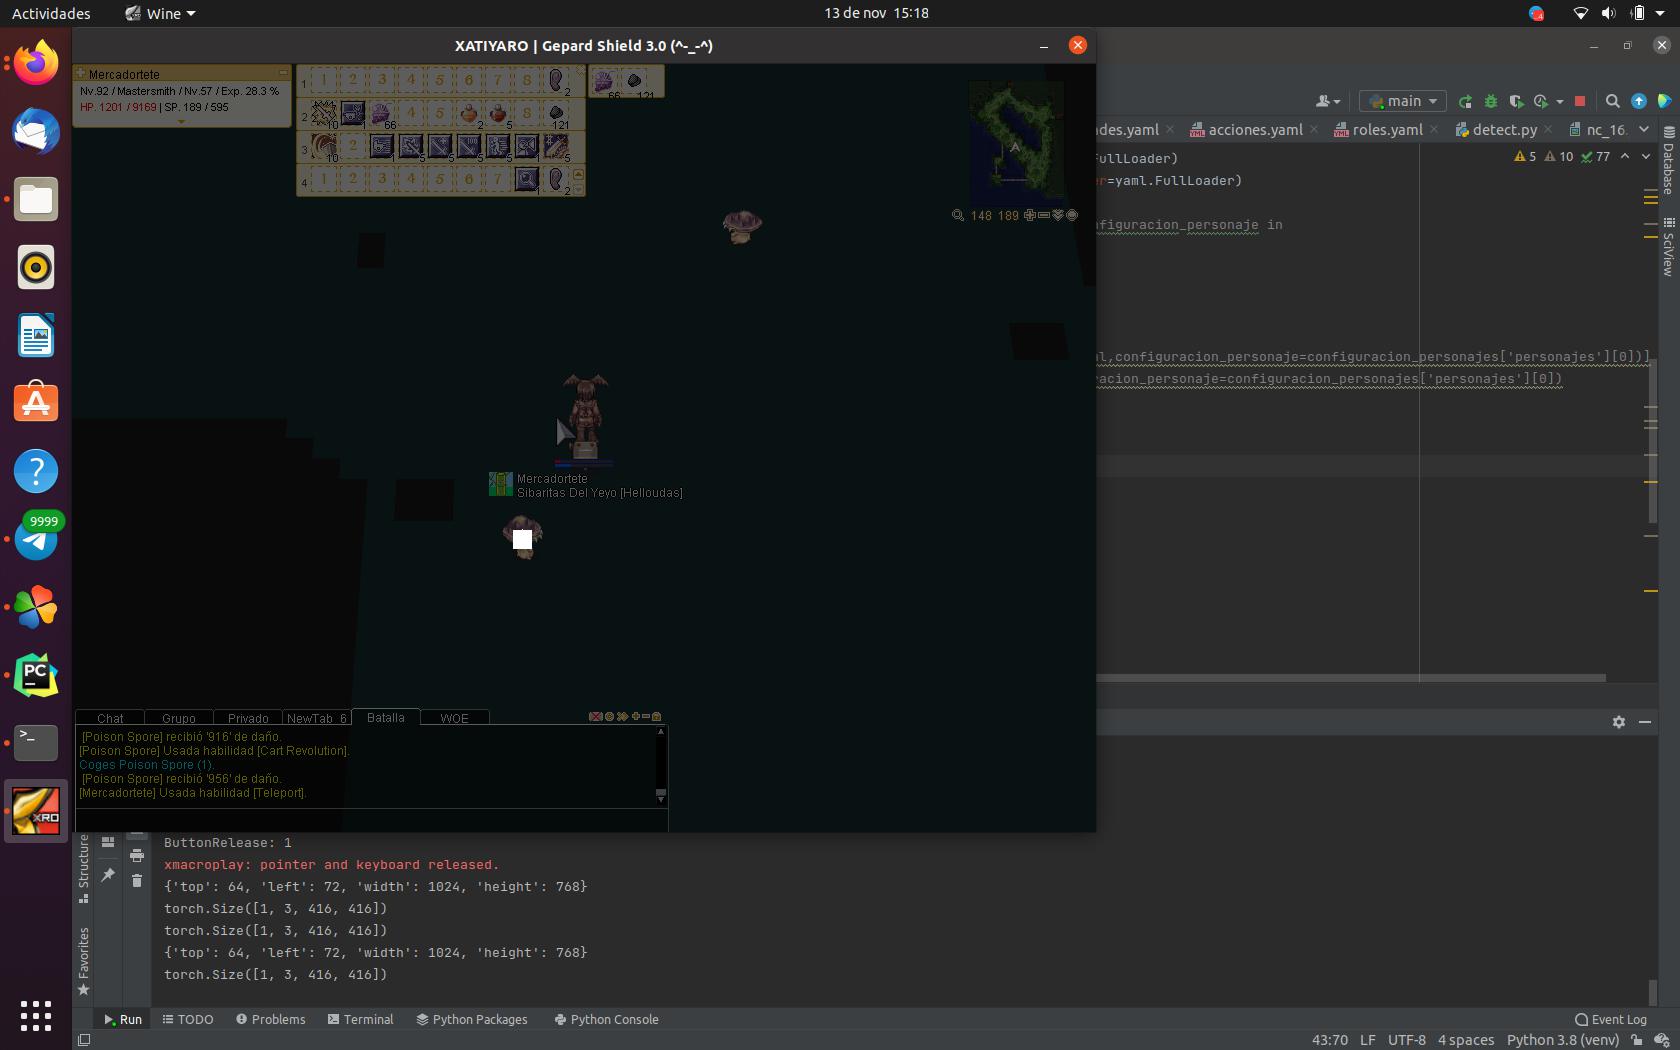 Actividades
Wine
13 de nov 15:18
XATIYARO | Gepard Shield 3.0 (^-_-^)
Mercadortete
Nv.92 / Mastersmith / Nv.57 / Exp. 28.3 %
HP. 1201 / 9169 | SP. 189 / 595
1 1 2 3 4 5 6 7 8 2
66 121
2 10 66 4 5 2 5 8 121
3 10 2 1 5 5 5 5 1 5
4 1 2 3 4 5 6 7 1 2
148 189
main
des.yaml
acciones.yaml
roles.yaml
detect.py
nc_16.
FullLoader)
5 10 77
r=yaml.FullLoader)
figuracion_personaje in
l,configuracion_personaje=configuracion_personajes['personajes'][0])]
acion_personaje=configuracion_personajes['personajes'][0])
Database
SciView
Mercadortete
Sibaritas Del Yeyo [Helloudas]
9999
PC
XRO
Chat
Grupo
Privado
NewTab 6
Batalla
WOE
[Poison Spore] recibió '916' de daño.
[Poison Spore] Usada habilidad [Cart Revolution].
Coges Poison Spore (1).
[Poison Spore] recibió '956' de daño.
[Mercadortete] Usada habilidad [Teleport].
Structure
Favorites
ButtonRelease: 1
xmacroplay: pointer and keyboard released.
{'top': 64, 'left': 72, 'width': 1024, 'height': 768}
torch.Size([1, 3, 416, 416])
torch.Size([1, 3, 416, 416])
{'top': 64, 'left': 72, 'width': 1024, 'height': 768}
torch.Size([1, 3, 416, 416])
Run
TODO
Problems
Terminal
Python Packages
Python Console
Event Log
43:70 LF UTF-8 4 spaces Python 3.8 (venv)